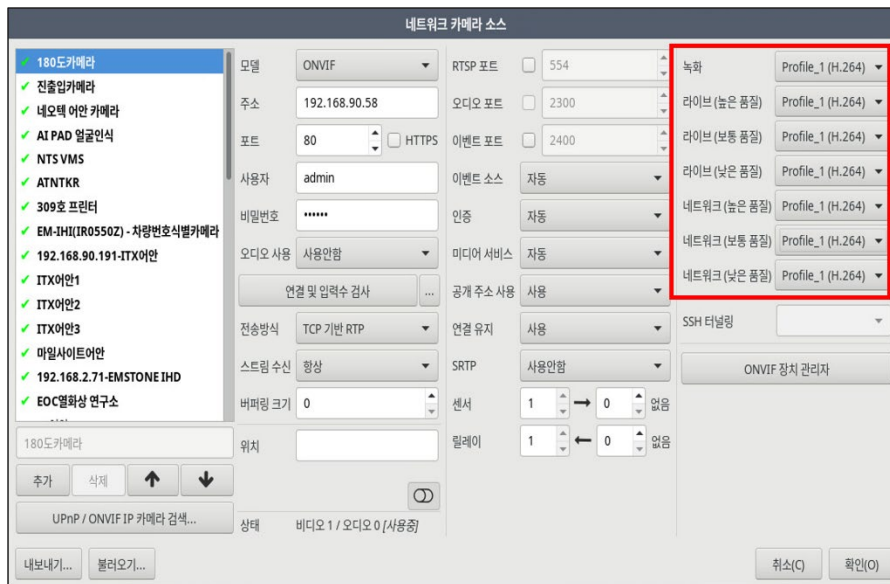 네트워크 카메라 소스
180도카메라
진출입카메라
네오텍 어안 카메라
AI PAD 얼굴인식
NTS VMS
ATNTKR
309호 프린터
EM-IHI(IR0550Z) - 차량번호식별카메라
192.168.90.191-ITX어안
ITX어안1
ITX어안2
ITX어안3
마일사이트어안
192.168.2.71-EMSTONE IHD
EOC열화상 연구소
180도카메라
추가 삭제
UPnP / ONVIF IP 카메라 검색...
내보내기... 불러오기...
모델 ONVIF
주소 192.168.90.58
포트 80 HTTPS
사용자 admin
비밀번호 ••••••
오디오 사용 사용안함
연결 및 입력수 검사 ...
전송방식 TCP 기반 RTP
스트림 수신 항상
버퍼링 크기 0
위치
상태 비디오 1 / 오디오 0 [사용중]
RTSP 포트 554
오디오 포트 2300
이벤트 포트 2400
이벤트 소스 자동
인증 자동
미디어 서비스 자동
공개 주소 사용 사용
연결 유지 사용
SRTP 사용안함
센서 1 → 0 없음
릴레이 1 ← 0 없음
녹화 Profile_1 (H.264)
라이브 (높은 품질) Profile_1 (H.264)
라이브 (보통 품질) Profile_1 (H.264)
라이브 (낮은 품질) Profile_1 (H.264)
네트워크 (높은 품질) Profile_1 (H.264)
네트워크 (보통 품질) Profile_1 (H.264)
네트워크 (낮은 품질) Profile_1 (H.264)
SSH 터널링
ONVIF 장치 관리자
취소(C) 확인(O)